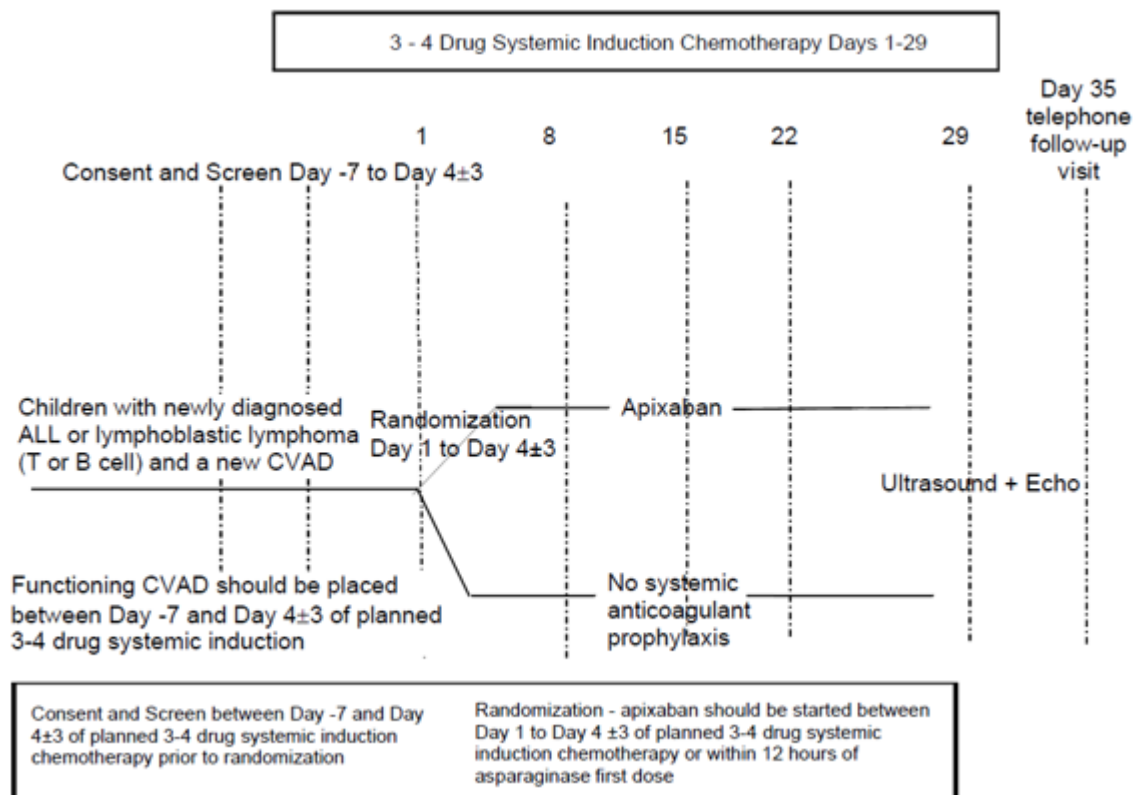 3 - 4 Drug Systemic Induction Chemotherapy Days 1-29
Day 35
telephone
follow-up
visit
1 8 15 22 29
Consent and Screen Day -7 to Day 4±3
Children with newly diagnosed
ALL or lymphoblastic lymphoma
(T or B cell) and a new CVAD
Randomization
Day 1 to Day 4±3
Apixaban
Ultrasound + Echo
Functioning CVAD should be placed
between Day -7 and Day 4±3 of planned
3-4 drug systemic induction
No systemic
anticoagulant
prophylaxis
Consent and Screen between Day -7 and Day
4±3 of planned 3-4 drug systemic induction
chemotherapy prior to randomization
Randomization - apixaban should be started between
Day 1 to Day 4 ±3 of planned 3-4 drug systemic
induction chemotherapy or within 12 hours of
asparaginase first dose